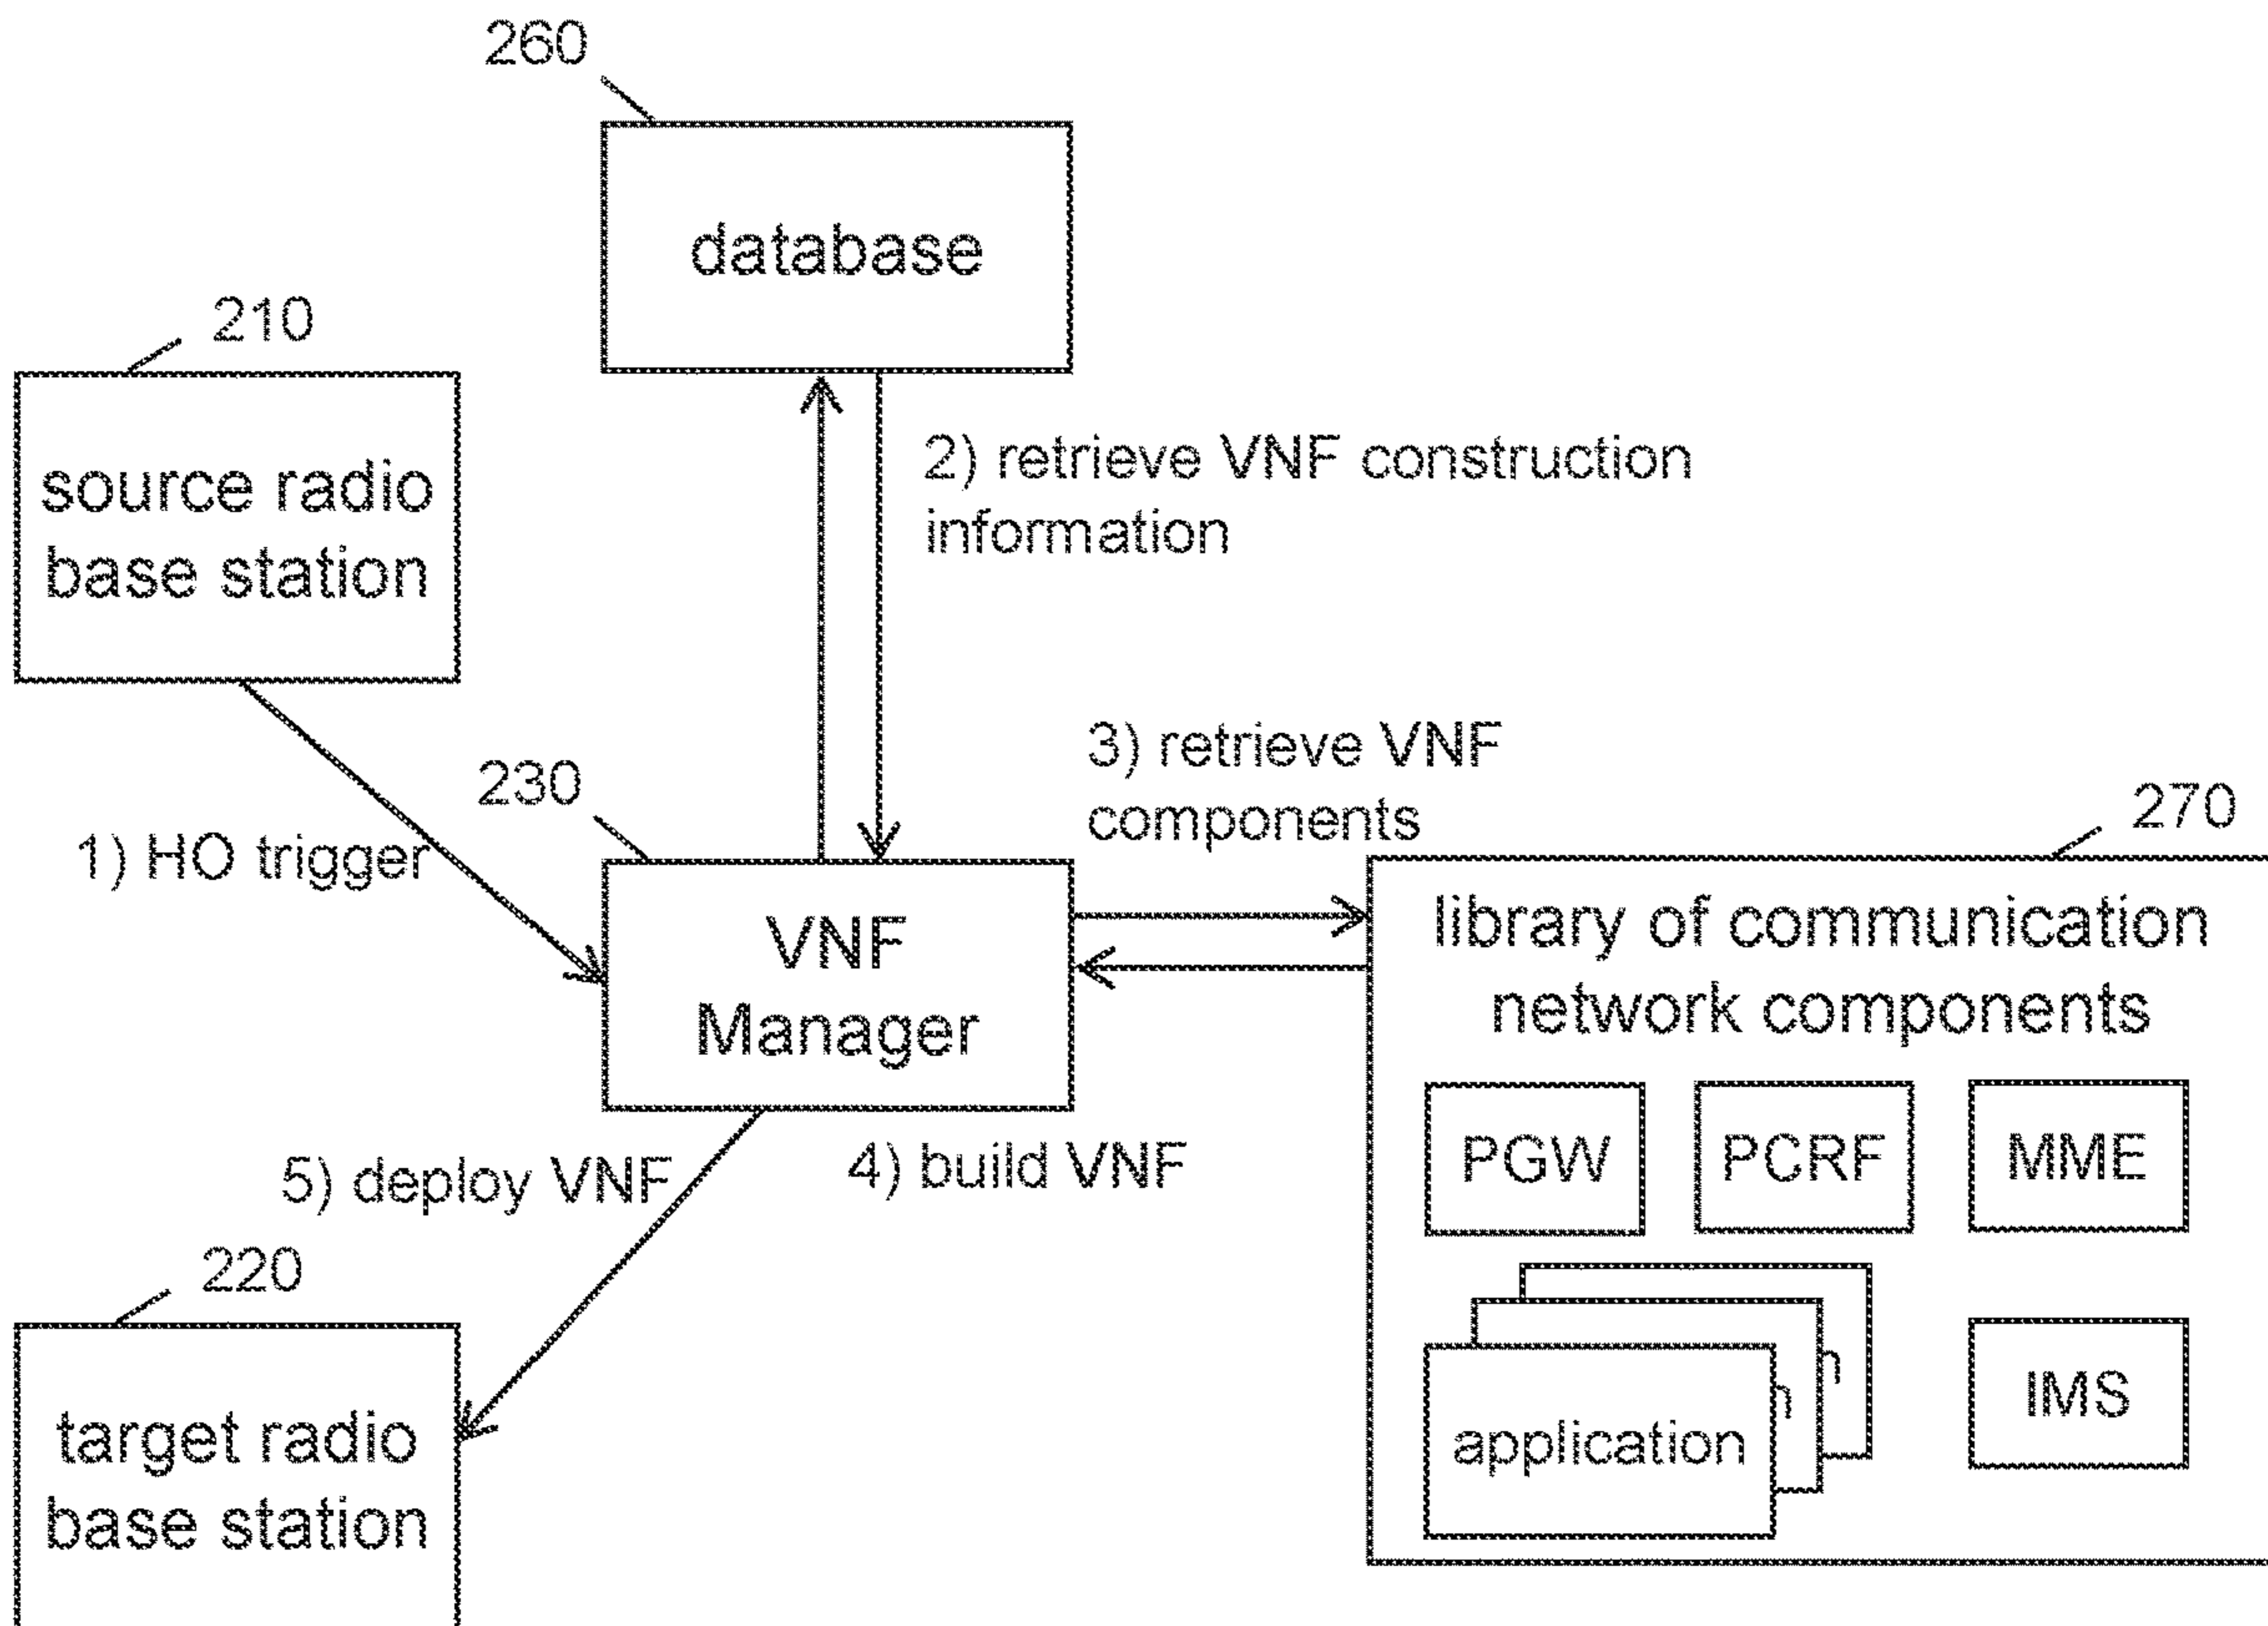 260
database
210
source radio
base station
2) retrieve VNF construction
information
3) retrieve VNF
components
230
270
1) HO trigger
VNF
Manager
library of communication
network components
5) deploy VNF
4) build VNF
PGW
PCRF
MME
220
target radio
base station
application
n
n
IMS